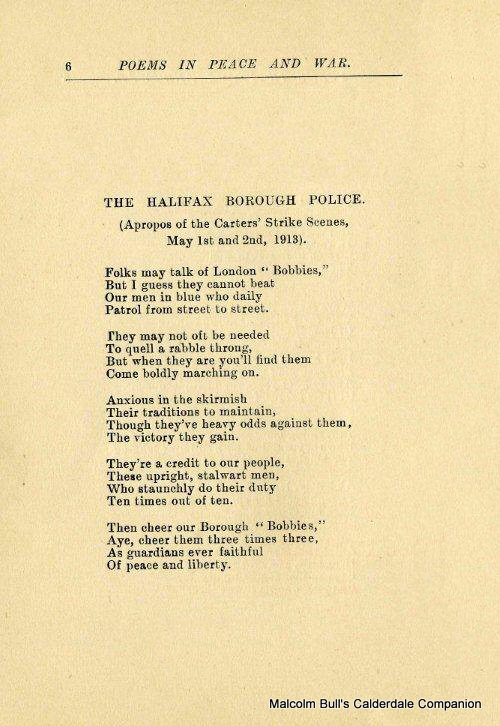 6 POEMS IN PEACE AND WAR.
THE HALIFAX BOROUGH POLICE.
(Apropos of the Carters' Strike Scenes,
May 1st and 2nd, 1913).
Folks may talk of London “ Bobbies,”
But I guess they cannot beat
Our men in blue who daily
Patrol from street to street.
They may not oft be needed
To quell a rabble throng,
But when they are you'll find them
Come boldly marching on.
Anxious in the skirmish
Their traditions to maintain,
Though they've heavy odds against them,
The victory they gain.
They're a credit to our people,
These upright, stalwart men,
Who staunchly do their duty
Ten times out of ten.
Then cheer our Borough “ Bobbies,”
Aye, cheer them three times three,
As guardians ever faithful
Of peace and liberty.
Malcolm Bull's Calderdale Companion